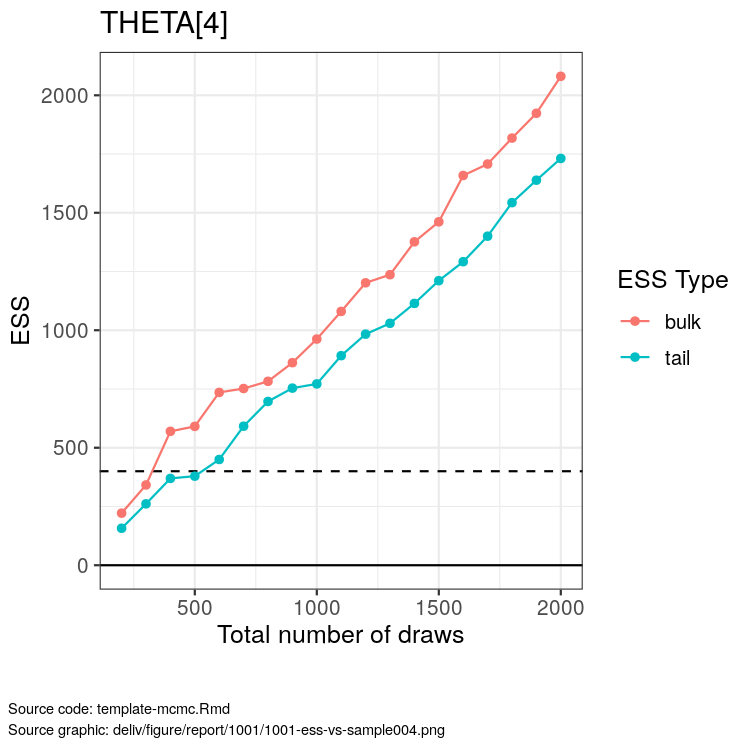 THETA[4]
ESS
2000
1500
1000
500
0
500 1000 1500 2000
Total number of draws
ESS Type
bulk
tail
Source code: template-mcmc.Rmd
Source graphic: deliv/figure/report/1001/1001-ess-vs-sample004.png